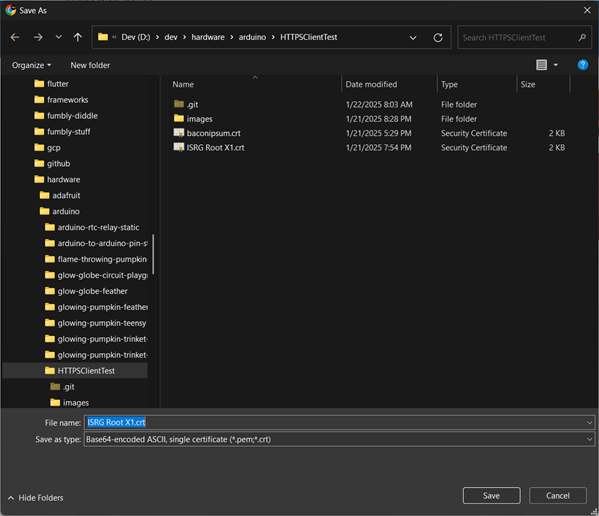 Save As
Dev (D:) › dev › hardware › arduino › HTTPSClientTest
Search HTTPSClientTest
Organize
New folder
flutter
frameworks
fumbly-diddle
fumbly-stuff
gcp
github
hardware
adafruit
arduino
arduino-rtc-relay-static
arduino-to-arduino-pin-s
flame-throwing-pumpkin-
glow-globe-circuit-playg
glow-globe-feather
glowing-pumpkin-feather
glowing-pumpkin-teensy
glowing-pumpkin-trinket
glowing-pumpkin-trinket-
HTTPSClientTest
.git
images
Name Date modified Type Size
.git 1/22/2025 8:03 AM File folder
images 1/21/2025 8:28 PM File folder
baconipsum.crt 1/21/2025 5:29 PM Security Certificate 2 KB
ISRG Root X1.crt 1/21/2025 7:54 PM Security Certificate 2 KB
File name: ISRG Root X1.crt
Save as type: Base64-encoded ASCII, single certificate (*.pem;*.crt)
Hide Folders
Save
Cancel